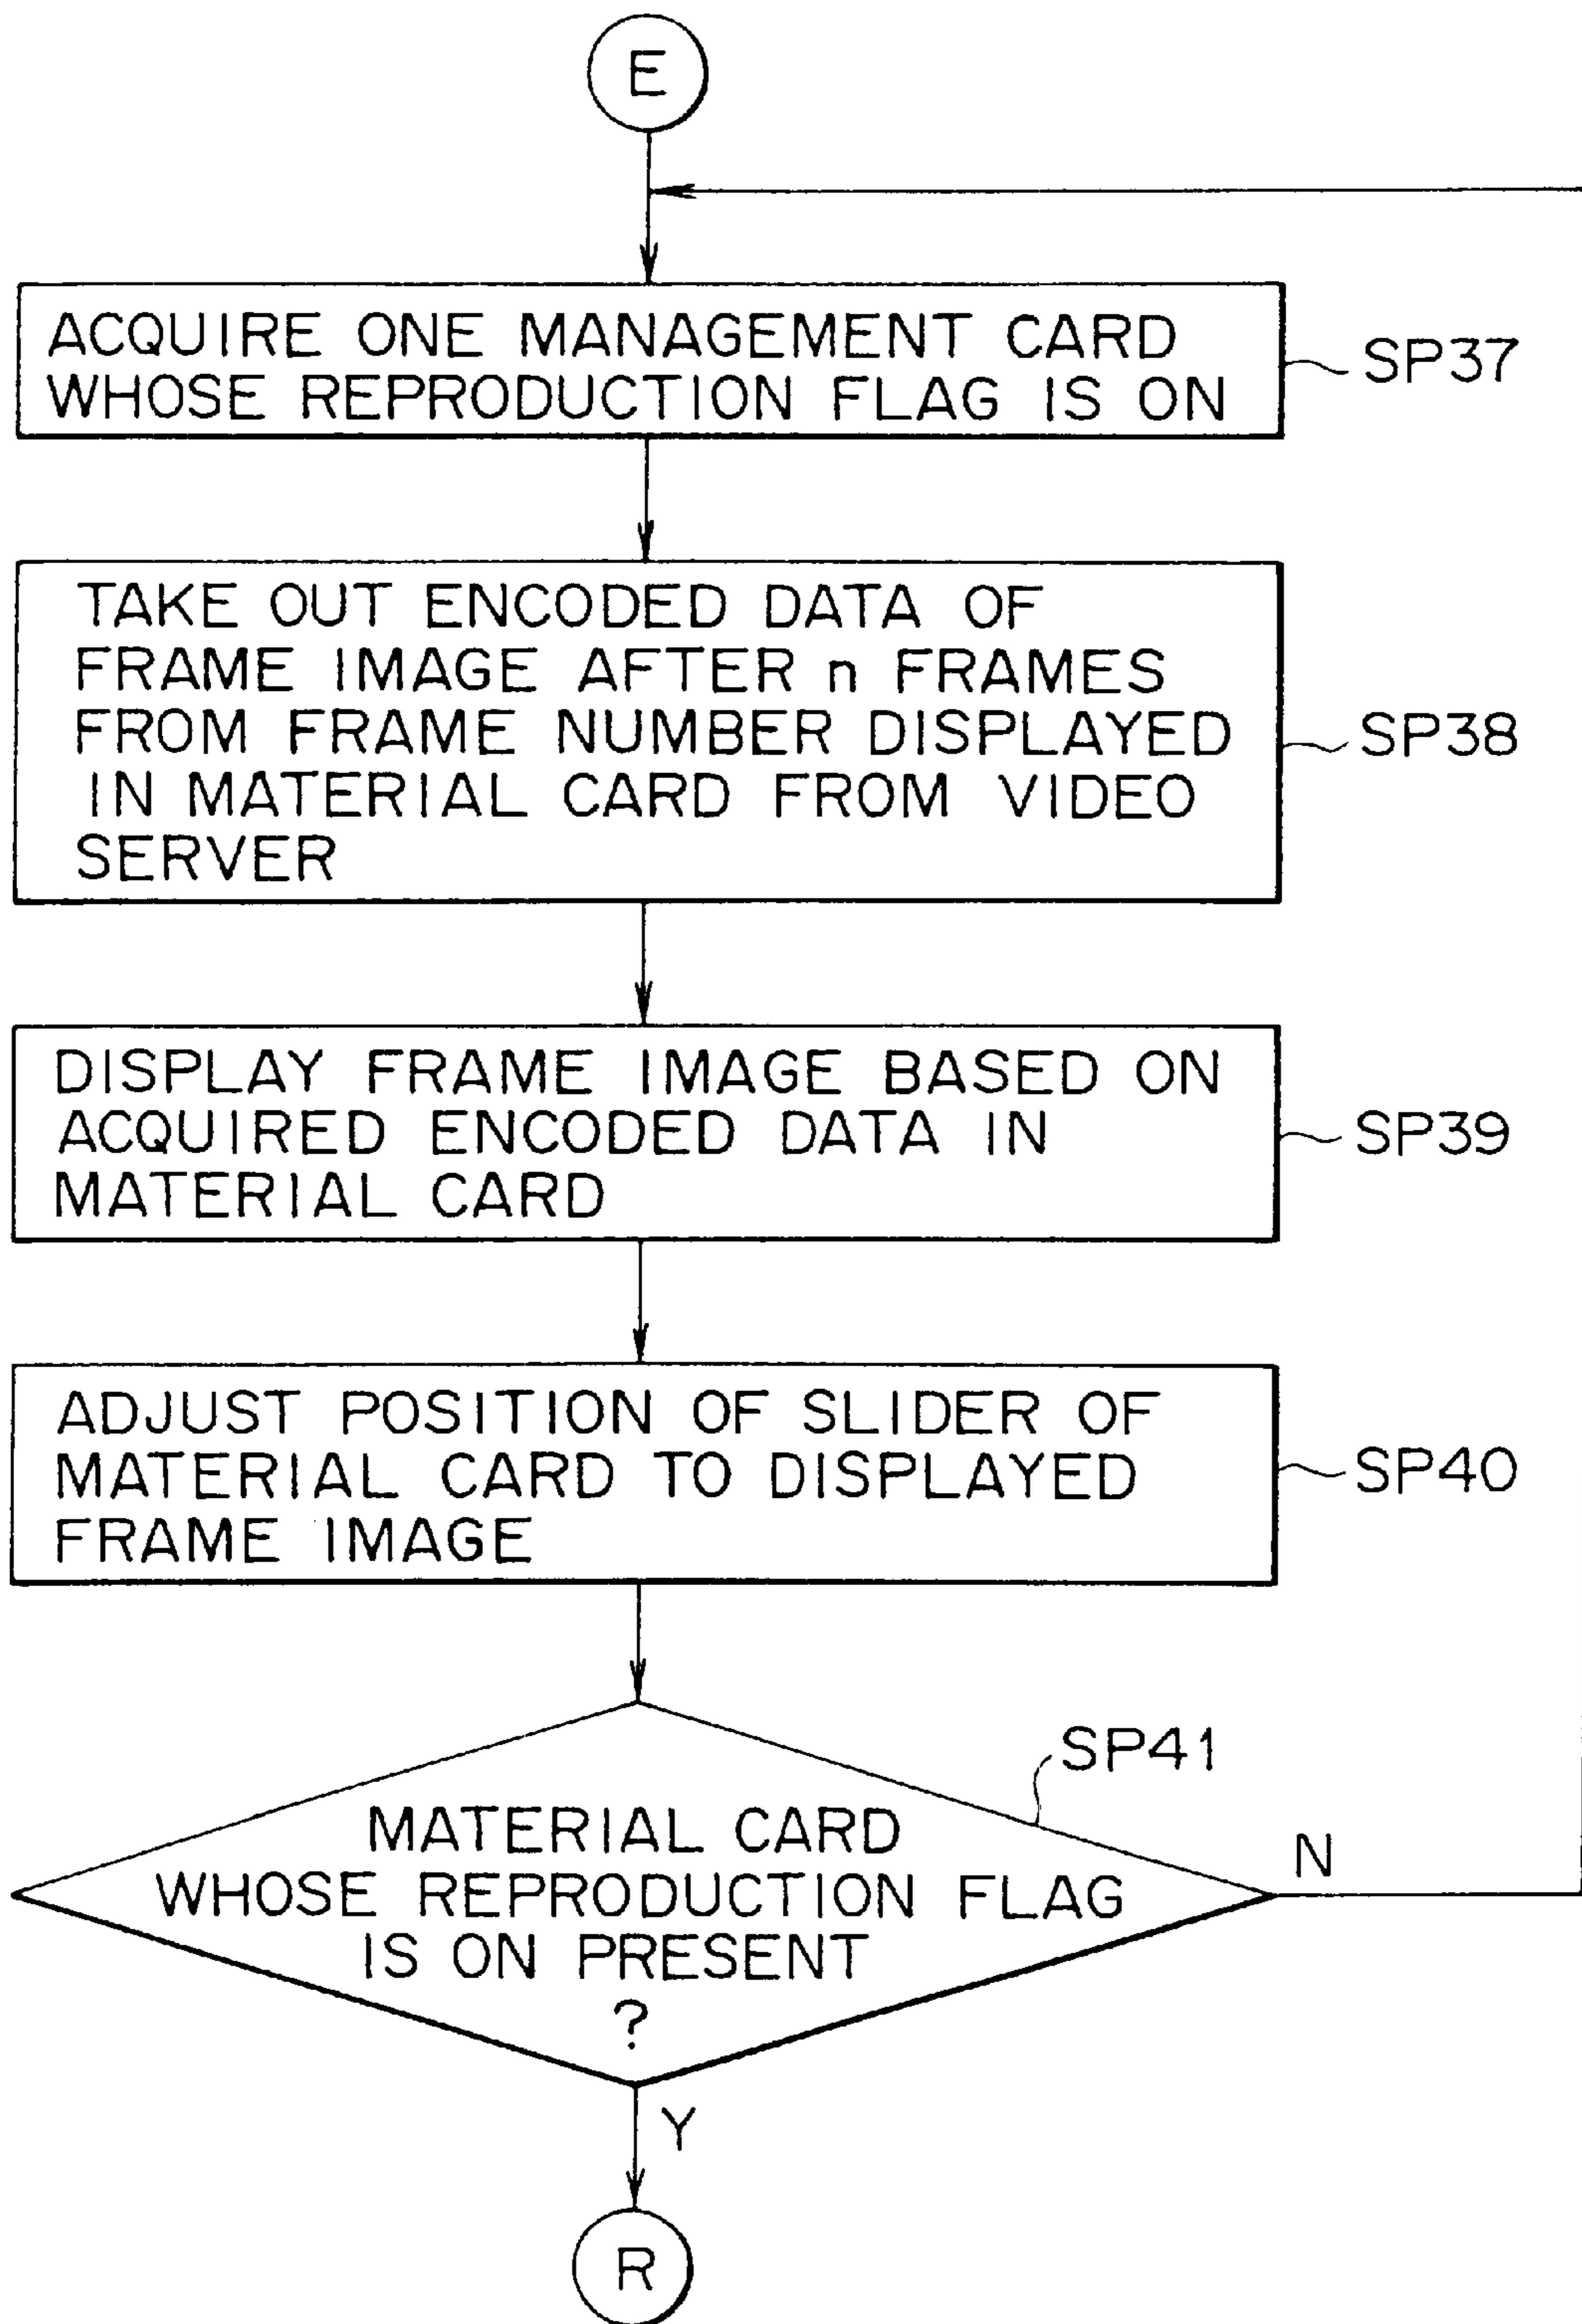 E
ACQUIRE ONE MANAGEMENT CARD
WHOSE REPRODUCTION FLAG IS ON
SP37
TAKE OUT ENCODED DATA OF
FRAME IMAGE AFTER n FRAMES
FROM FRAME NUMBER DISPLAYED
IN MATERIAL CARD FROM VIDEO
SERVER
SP38
DISPLAY FRAME IMAGE BASED ON
ACQUIRED ENCODED DATA IN
MATERIAL CARD
SP39
ADJUST POSITION OF SLIDER OF
MATERIAL CARD TO DISPLAYED
FRAME IMAGE
SP40
SP41
MATERIAL CARD
WHOSE REPRODUCTION FLAG
IS ON PRESENT
?
N
Y
R